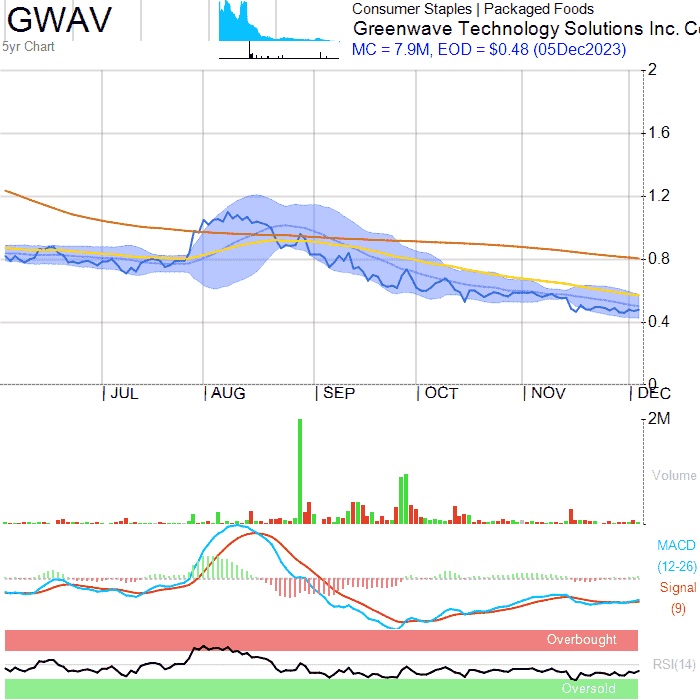 GWAV
5yr Chart
Consumer Staples | Packaged Foods
Greenwave Technology Solutions Inc. Co
MC = 7.9M, EOD = $0.48 (05Dec2023)
2
1.6
1.2
0.8
0.4
0
JUL AUG SEP OCT NOV DEC
2M
Volume
MACD
(12-26)
Signal
(9)
Overbought
RSI(14)
Oversold